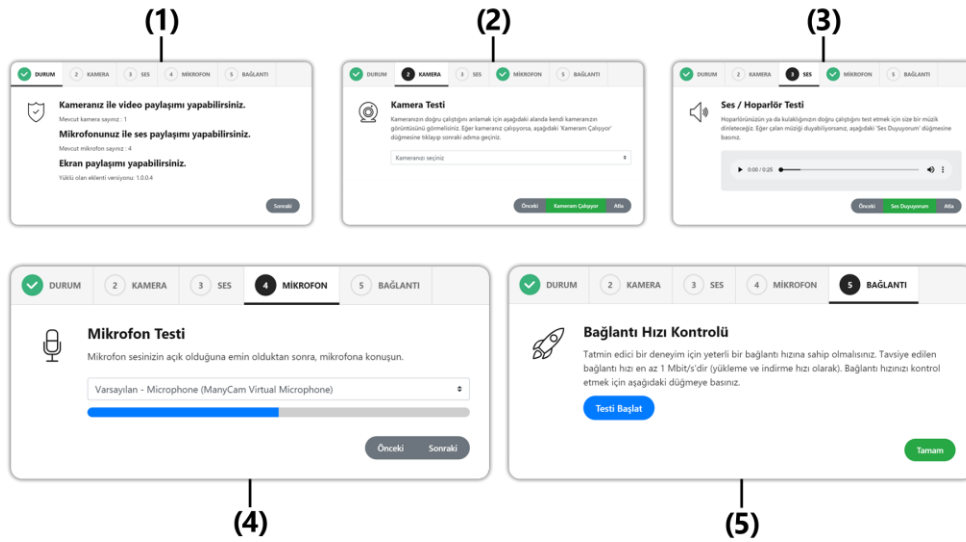 (1)
(2)
(3)
DURUM 2 KAMERA 3 SES 4 MİKROFON 5 BAĞLANTI
Kameranız ile video paylaşımı yapabilirsiniz.
Mevcut kamera sayınız : 1
Mikrofonunuz ile ses paylaşımı yapabilirsiniz.
Mevcut mikrofon sayınız : 4
Ekran paylaşımı yapabilirsiniz.
Yüklü olan eklenti versiyonu: 1.0.0.4
Sonraki
DURUM 2 KAMERA 3 SES MİKROFON 5 BAĞLANTI
Kamera Testi
Kameranızın doğru çalıştığını anlamak için aşağıdaki alanda kendi kameranızın
görüntüsünü görmelisiniz. Eğer kameranız çalışıyorsa, aşağıdaki 'Kameram Çalışıyor'
düğmesine tıklayıp sonraki adıma geçiniz.
Kameranızı seçiniz
Önceki Kameram Çalışıyor Atla
DURUM 2 KAMERA 3 SES MİKROFON 5 BAĞLANTI
Ses / Hoparlör Testi
Hoparlörünüzün ya da kulaklığınızın doğru çalıştığını test etmek için size bir müzik
dinleteceğiz. Eğer çalan müziği duyabiliyorsanız, aşağıdaki 'Ses Duyuyorum' düğmesine
basınız.
0:00 / 0:25
Önceki Ses Duyuyorum Atla
DURUM 2 KAMERA 3 SES 4 MİKROFON 5 BAĞLANTI
Mikrofon Testi
Mikrofon sesinizin açık olduğuna emin olduktan sonra, mikrofona konuşun.
Varsayılan - Microphone (ManyCam Virtual Microphone)
Önceki Sonraki
DURUM 2 KAMERA 3 SES 4 MİKROFON 5 BAĞLANTI
Bağlantı Hızı Kontrolü
Tatmin edici bir deneyim için yeterli bir bağlantı hızına sahip olmalısınız. Tavsiye edilen
bağlantı hızı en az 1 Mbit/s'dir (yükleme ve indirme hızı olarak). Bağlantı hızınızı kontrol
etmek için aşağıdaki düğmeye basınız.
Testi Başlat
Tamam
(4)
(5)